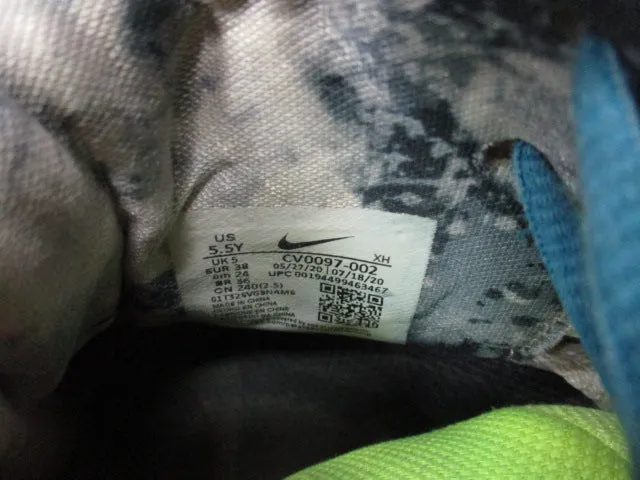 US
5.5Y
UK 5
EUR 38
cm 24
BR 36
CN 240(2.5)
XH
CV0097-002
05/27/20 07/18/20
UPC 00194499463467
MADE IN CHINA